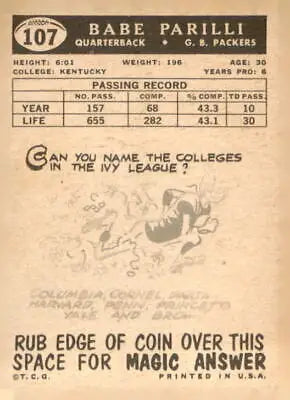 107
BABE PARILLI
QUARTERBACK • G. B. PACKERS
HEIGHT: 6:01 WEIGHT: 196 AGE: 30
COLLEGE: KENTUCKY YEARS PRO: 6
PASSING RECORD
NO. PASS. COMP. COMP. % TD PASS.
YEAR 157 68 43.3 10
LIFE 655 282 43.1 30
CAN YOU NAME THE COLLEGES
IN THE IVY LEAGUE?
COLUMBIA, CORNEL,
HARVARD, PENN, PRINCETO
YALE AND
RUB EDGE OF COIN OVER THIS
SPACE FOR MAGIC ANSWER
© T.C.G. PRINTED IN U.S.A.